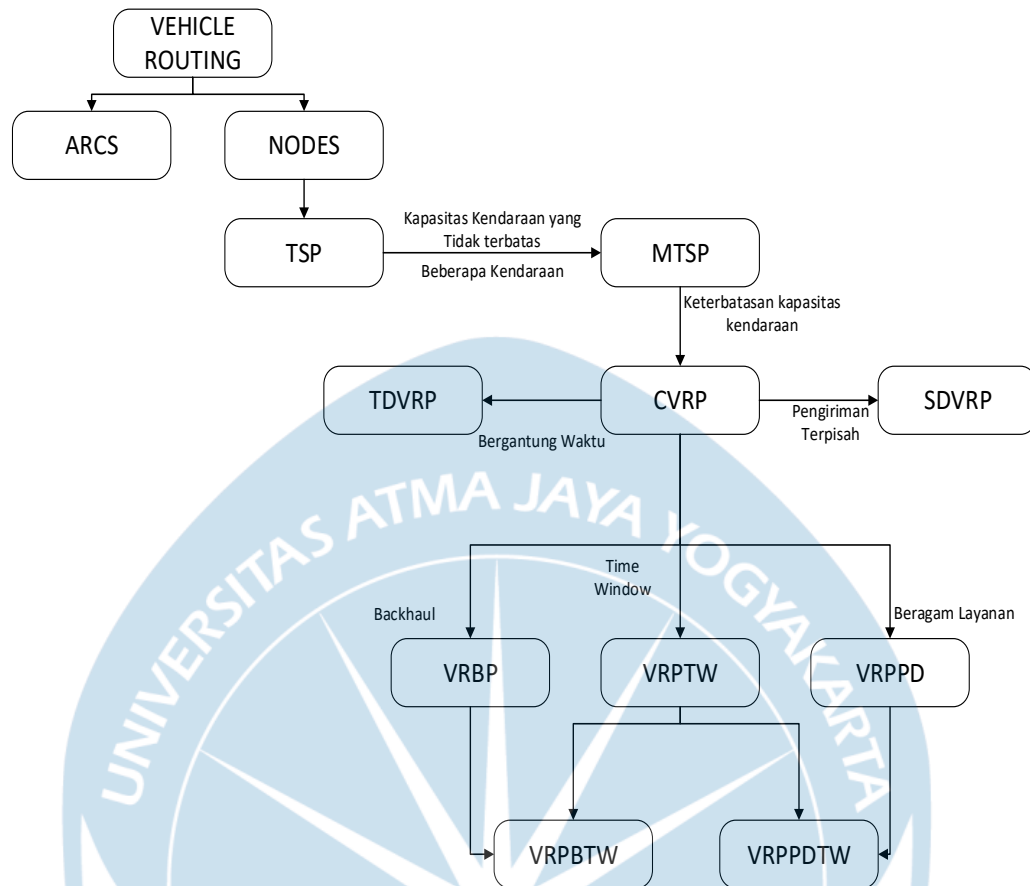 VEHICLE
ROUTING
ARCS
NODES
TSP
Kapasitas Kendaraan yang
Tidak terbatas
Beberapa Kendaraan
MTSP
Keterbatasan kapasitas
kendaraan
TDVRP
CVRP
SDVRP
Bergantung Waktu
Pengiriman
Terpisah
UNIVERSITAS ATMA JAYA YOGYAKARTA
Time
Window
Backhaul
Beragam Layanan
VRBP
VRPTW
VRPPD
VRPBTW
VRPPDTW